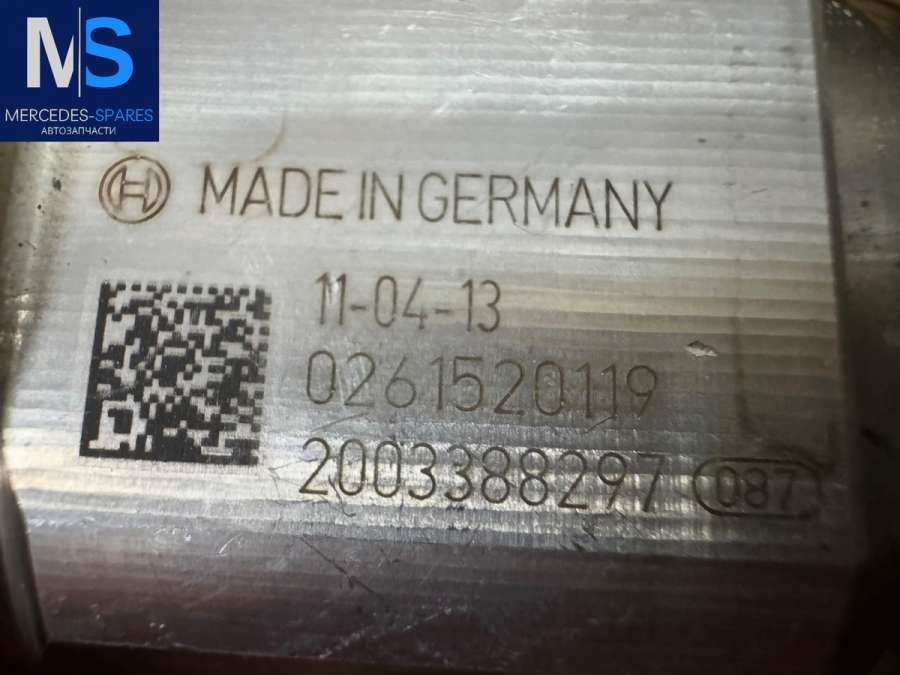 MS
MERCEDES-SPARES
АВТОЗАПЧАСТИ
MADE IN GERMANY
11-04-13
0261520119
2003388297 087